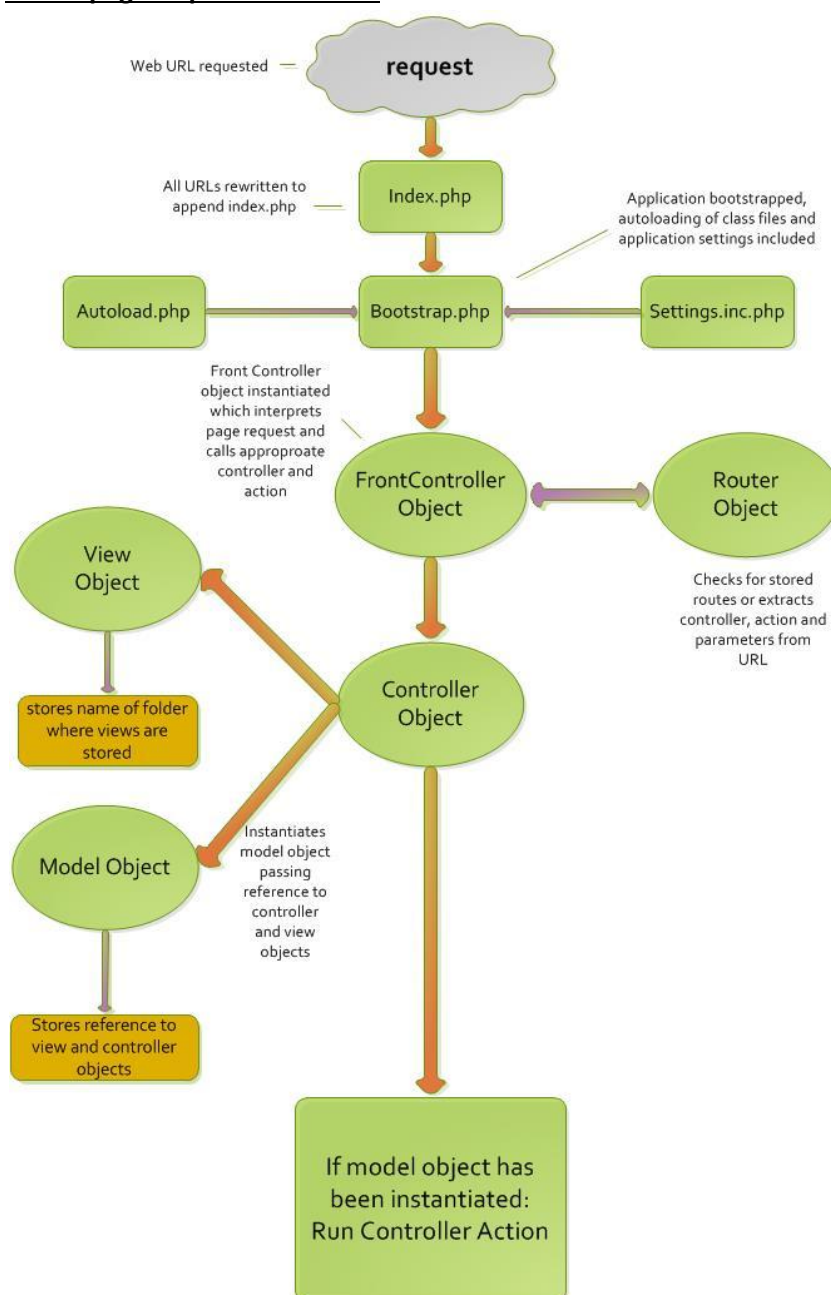 Web URL requested
request
All URLs rewritten to
append index.php
Index.php
Application bootstrapped,
autoloading of class files and
application settings included
Autoload.php
Bootstrap.php
Settings.inc.php
Front Controller
object instantiated
which interprets
page request and
calls approproate
controller and
action
FrontController
Object
Router
Object
Checks for stored
routes or extracts
controller, action and
parameters from
URL
View
Object
stores name of folder
where views are
stored
Controller
Object
Model Object
Instantiates
model object
passing
reference to
controller
and view
objects
Stores reference to
view and controller
objects
If model object has
been instantiated:
Run Controller Action